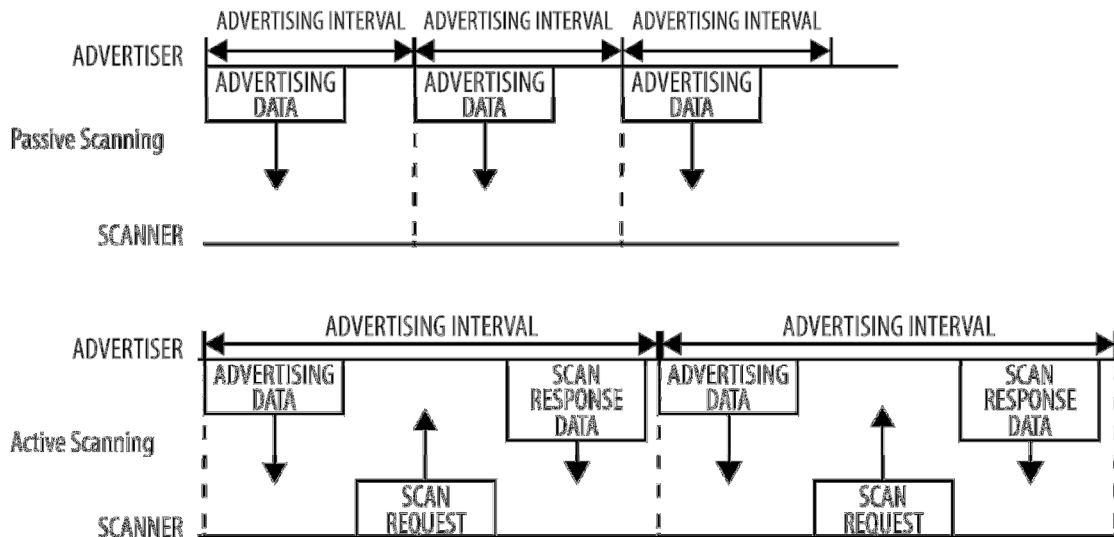 ADVERTISING INTERVAL ADVERTISING INTERVAL ADVERTISING INTERVAL
ADVERTISER
ADVERTISING DATA
ADVERTISING DATA
ADVERTISING DATA
Passive Scanning
SCANNER
ADVERTISING INTERVAL ADVERTISING INTERVAL
ADVERTISER
ADVERTISING DATA
SCAN RESPONSE DATA
ADVERTISING DATA
SCAN RESPONSE DATA
Active Scanning
SCAN REQUEST
SCAN REQUEST
SCANNER